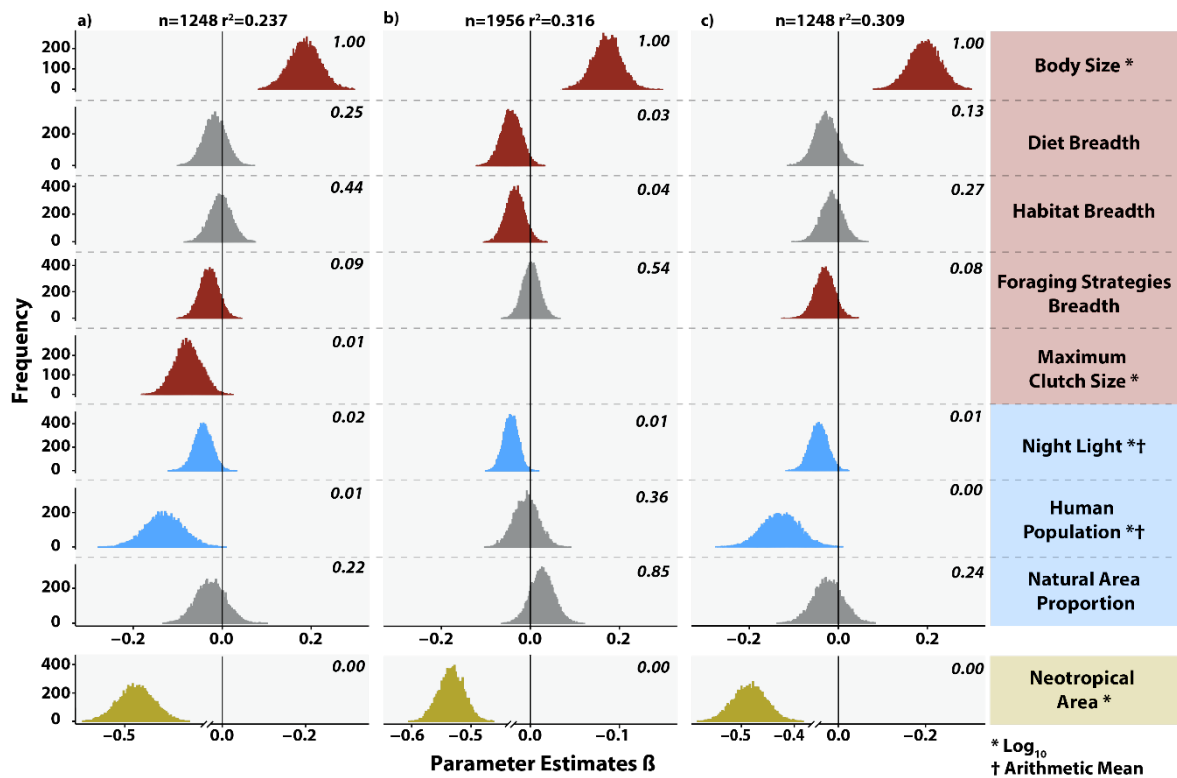 a) n=1248 r²=0.237
b) n=1956 r²=0.316
c) n=1248 r²=0.309
Frequency
200
100
0
1.00
1.00
1.00
Body Size *
200
0
0.25
0.03
0.13
Diet Breadth
400
200
0
0.44
0.04
0.27
Habitat Breadth
400
200
0
0.09
0.54
0.08
Foraging Strategies
Breadth
400
200
0
0.01
Maximum
Clutch Size *
400
200
0
0.02
0.01
0.01
Night Light *†
200
0
0.01
0.36
0.00
Human
Population *†
200
0
0.22
0.85
0.24
Natural Area
Proportion
−0.2 0.0 0.2
−0.2 0.0 0.2
−0.2 0.0 0.2
400
200
0
0.00
0.00
0.00
Neotropical
Area *
−0.5 0.0 −0.2
−0.6 −0.5 0.0 −0.1
−0.5 −0.4 0.0 −0.2
Parameter Estimates ß
* Log₁₀
† Arithmetic Mean